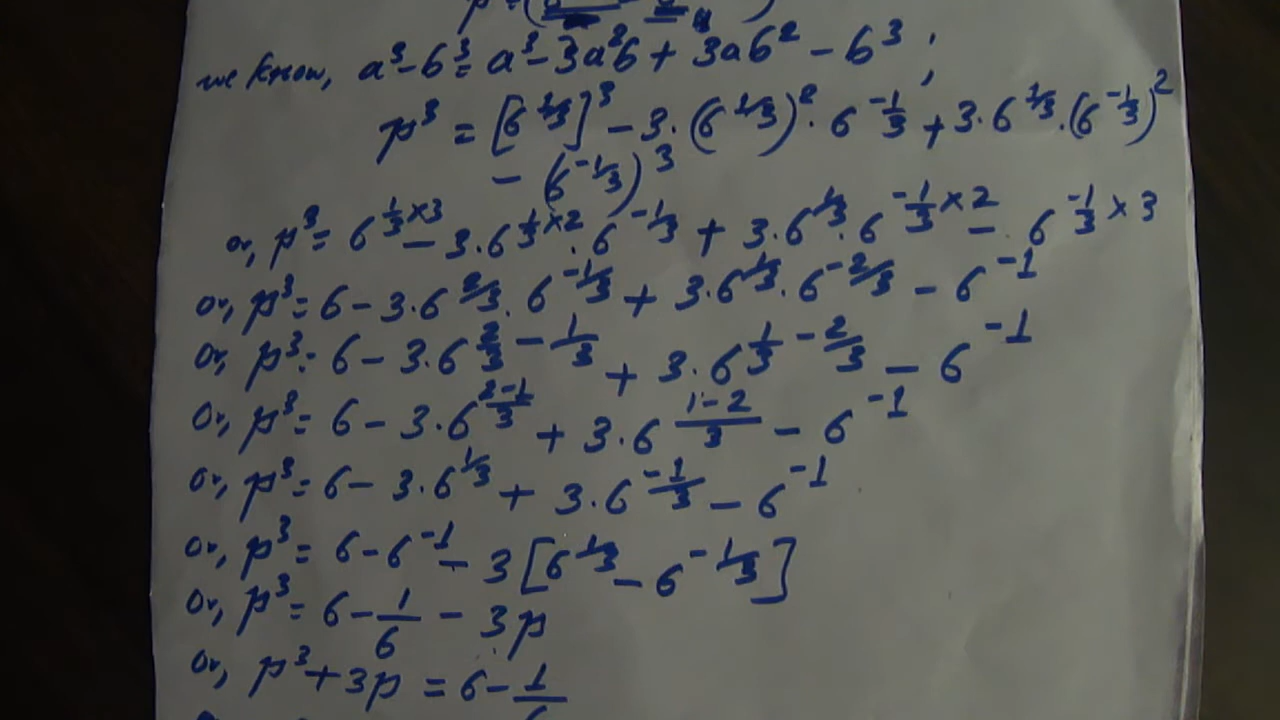 we know, a³-b³= a³-3a²b + 3ab² - b³ ;
p³ = [6^1/3]³ - 3.(6^1/3)².6^-1/3 + 3.6^1/3.(6^-1/3)²
- (6^-1/3)³
or, p³= 6^1/3×3 - 3.6^1/3×2.6^-1/3 + 3.6^1/3.6^-1/3×2 - 6^-1/3×3
or, p³= 6-3.6^2/3.6^-1/3 + 3.6^1/3.6^-2/3 - 6^-1
or, p³= 6-3.6^2/3-1/3 + 3.6^1/3-2/3 - 6^-1
or, p³= 6-3.6^2-1/3 + 3.6^1-2/3 - 6^-1
or, p³= 6-3.6^1/3 + 3.6^-1/3 - 6^-1
or, p³= 6-6^-1 - 3[6^1/3 - 6^-1/3]
or, p³= 6-1/6 - 3p
or, p³+3p = 6-1/6